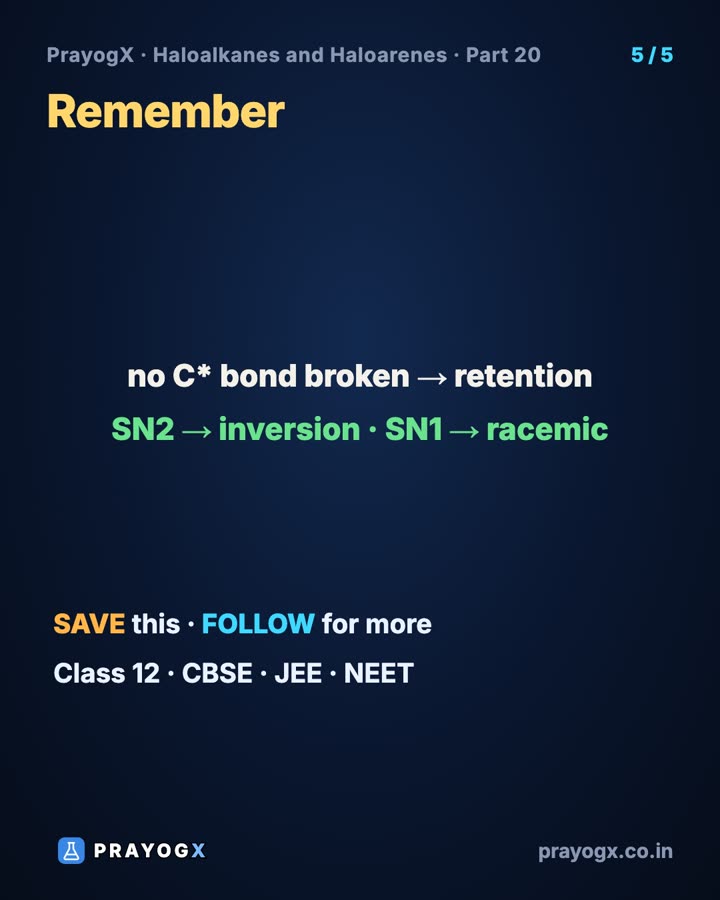 PrayogX · Haloalkanes and Haloarenes · Part 20 5 / 5
Remember
no C* bond broken → retention
SN2 → inversion · SN1 → racemic
SAVE this · FOLLOW for more
Class 12 · CBSE · JEE · NEET
PRAYOGX prayogx.co.in